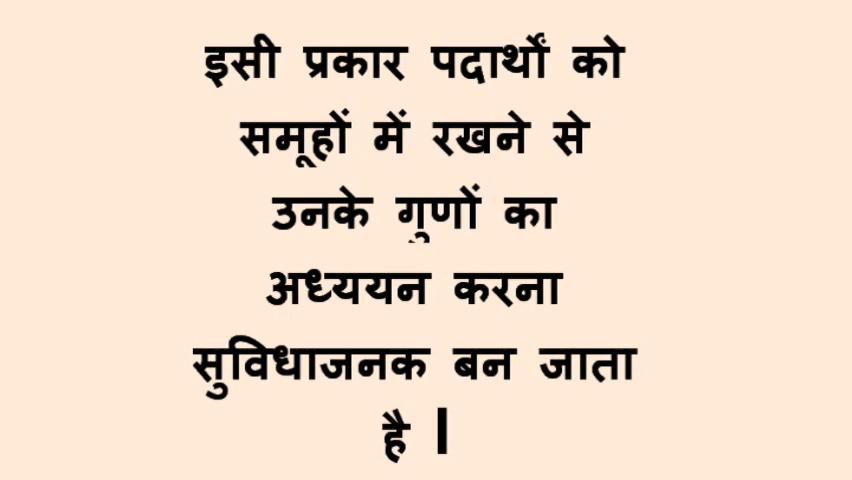 इसी प्रकार पदार्थों को
समूहों में रखने से
उनके गुणों का
अध्ययन करना
सुविधाजनक बन जाता
है |